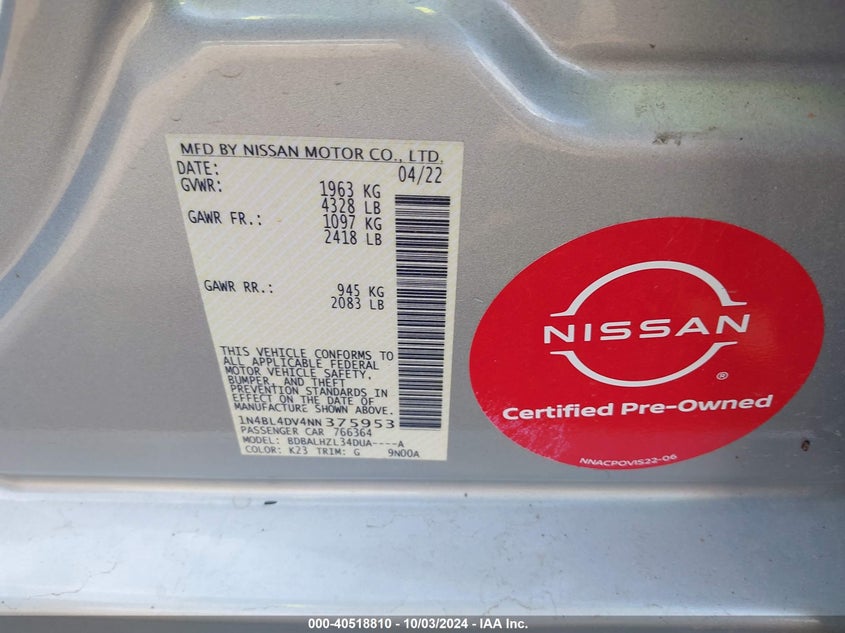 MFD BY NISSAN MOTOR CO., LTD.
DATE: 04/22
GVWR: 1963 KG
4328 LB
GAWR FR.: 1097 KG
2418 LB
GAWR RR.: 945 KG
2083 LB
THIS VEHICLE CONFORMS TO
ALL APPLICABLE FEDERAL
MOTOR VEHICLE SAFETY,
BUMPER, AND THEFT
PREVENTION STANDARDS IN
EFFECT ON THE DATE OF
MANUFACTURE SHOWN ABOVE.
1N4BL4DV4NN375953
PASSENGER CAR 766364
MODEL: BDBALHZL34DUA----A
COLOR: K23 TRIM: G 9N00A
NISSAN
®
Certified Pre-Owned
NNACPOVIS22-06
000-40518810 - 10/03/2024 - IAA Inc.